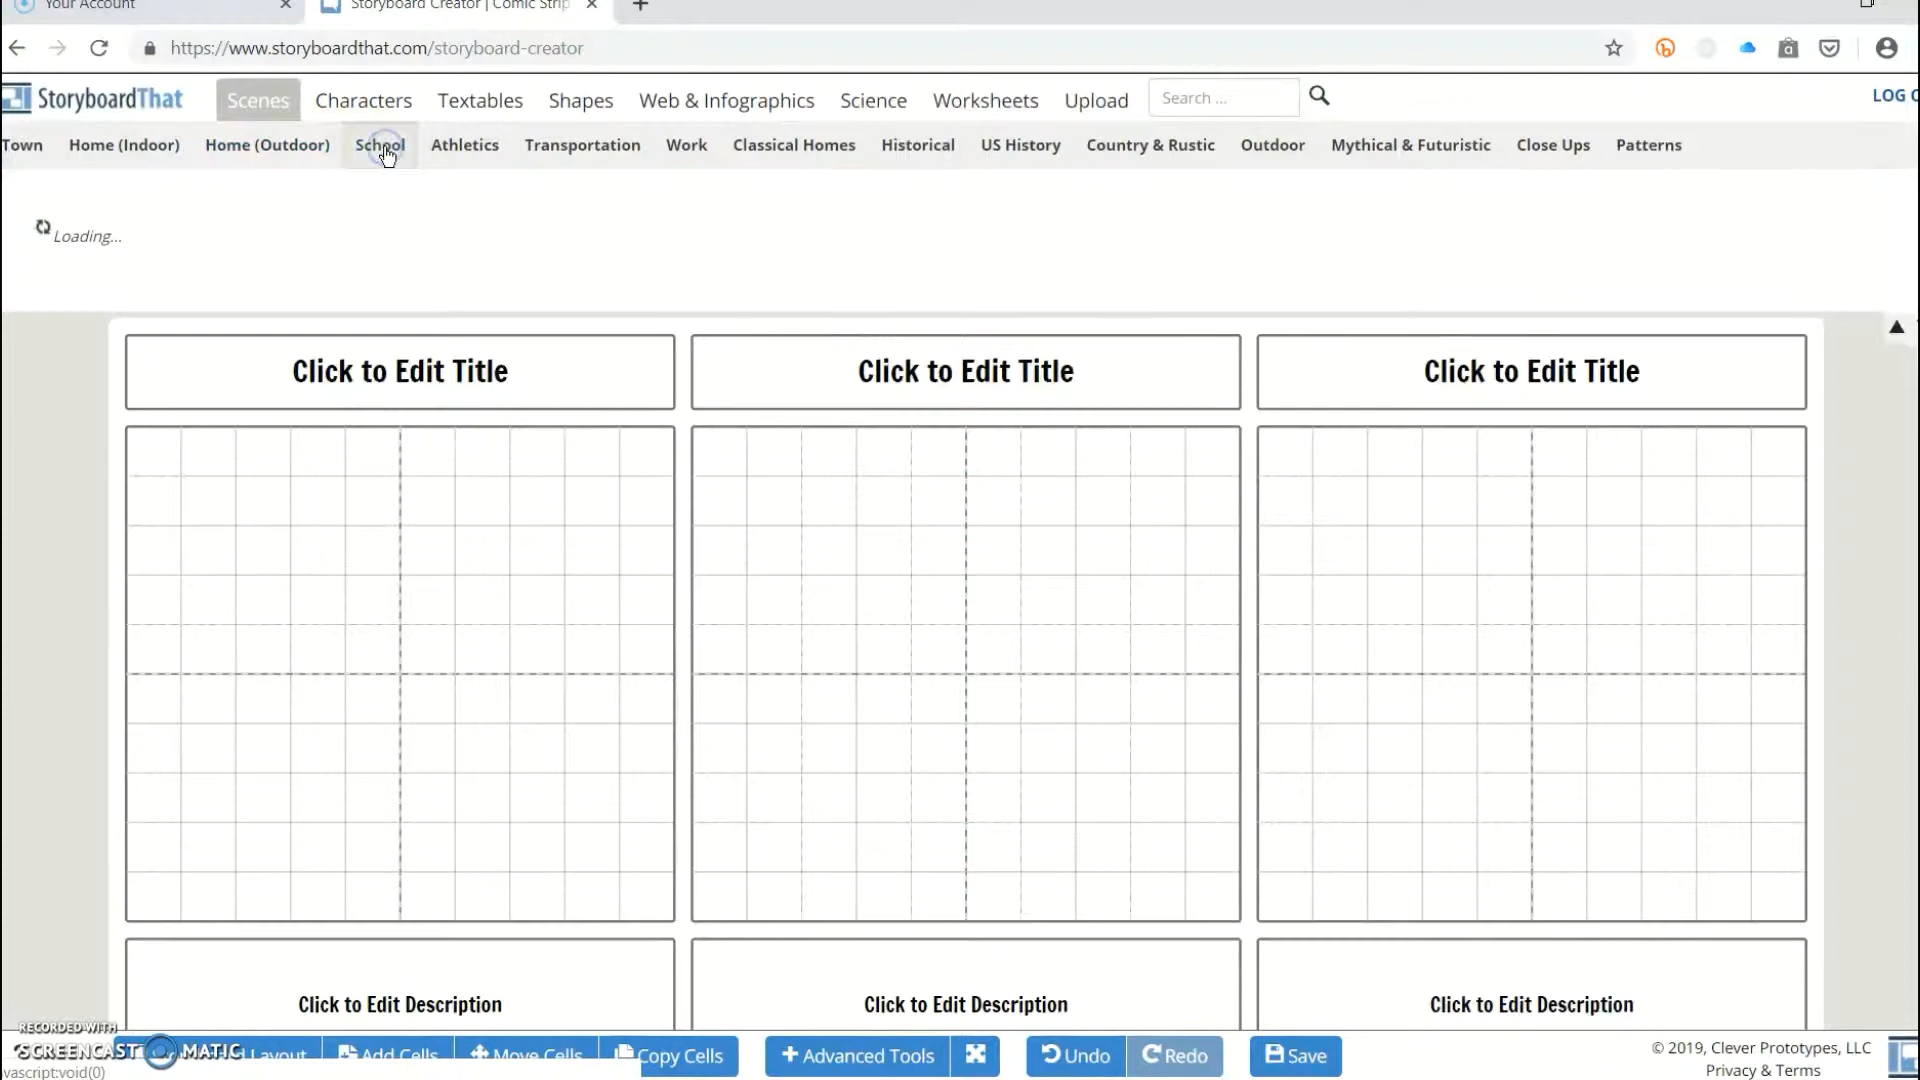 Your Account
Storyboard Creator | Comic Strip
https://www.storyboardthat.com/storyboard-creator
StoryboardThat Scenes Characters Textables Shapes Web & Infographics Science Worksheets Upload Search ... LOG
Town Home (Indoor) Home (Outdoor) School Athletics Transportation Work Classical Homes Historical US History Country & Rustic Outdoor Mythical & Futuristic Close Ups Patterns
Loading...
Click to Edit Title Click to Edit Title Click to Edit Title
Click to Edit Description Click to Edit Description Click to Edit Description
RECORDED WITH
SCREENCAST MATIC Layout Add Cells Move Cells Copy Cells Advanced Tools Undo Redo Save
© 2019, Clever Prototypes, LLC
Privacy & Terms
vascript:void(0)